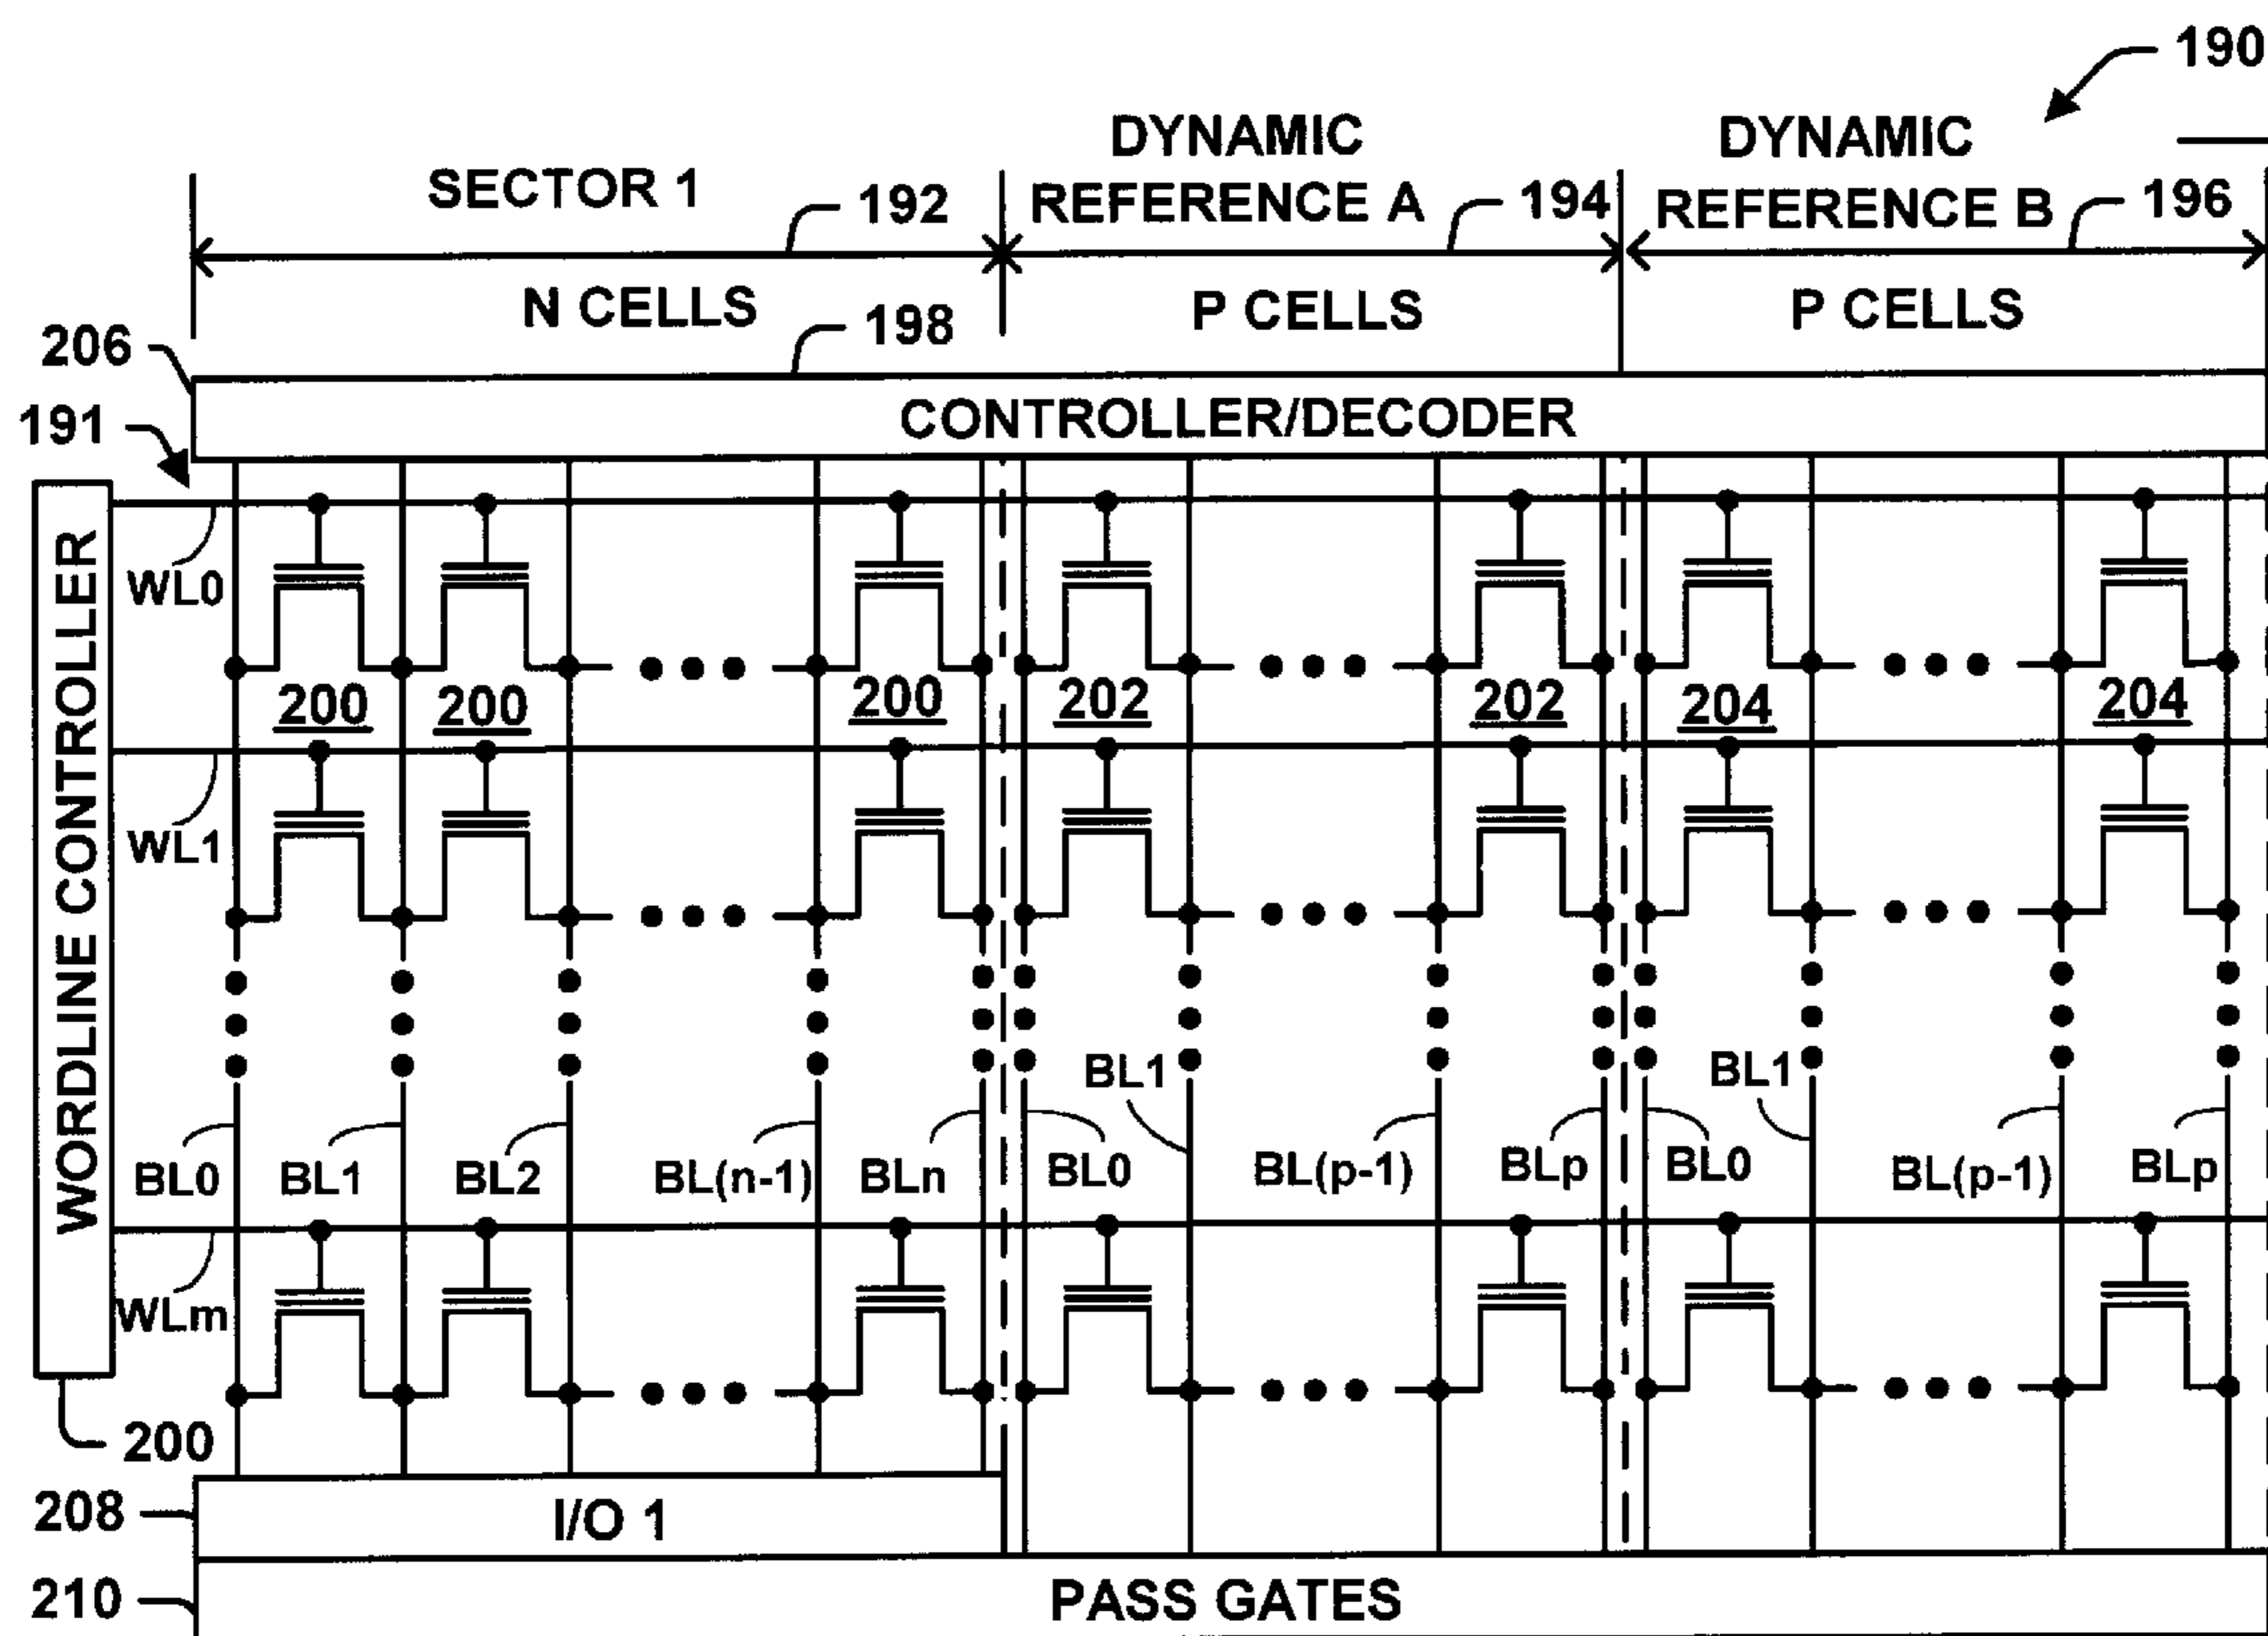 190
DYNAMIC DYNAMIC
SECTOR 1 192 REFERENCE A 194 REFERENCE B 196
N CELLS P CELLS P CELLS
198
206
CONTROLLER/DECODER
191
WORDLINE CONTROLLER
WL0
200 200 200 202 202 204 204
WL1
BL1 BL1
BL0 BL1 BL2 BL(n-1) BLn BL0 BL(p-1) BLp BL0 BL(p-1) BLp
WLm
200
208 I/O 1
210 PASS GATES